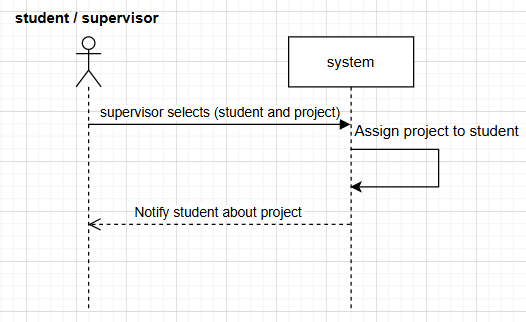 student / supervisor
system
supervisor selects (student and project)
Assign project to student
Notify student about project